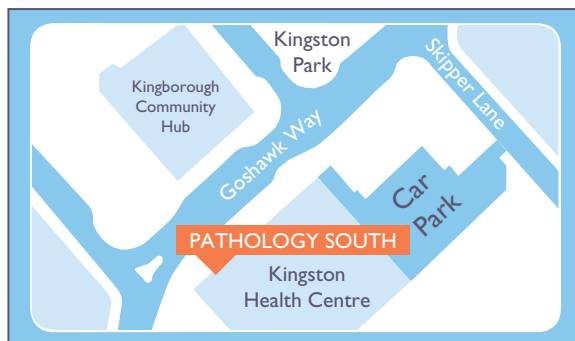 Kingston
Park
Skipper Lane
Kingborough
Community
Hub
Goshawk Way
Car
Park
PATHOLOGY SOUTH
Kingston
Health Centre